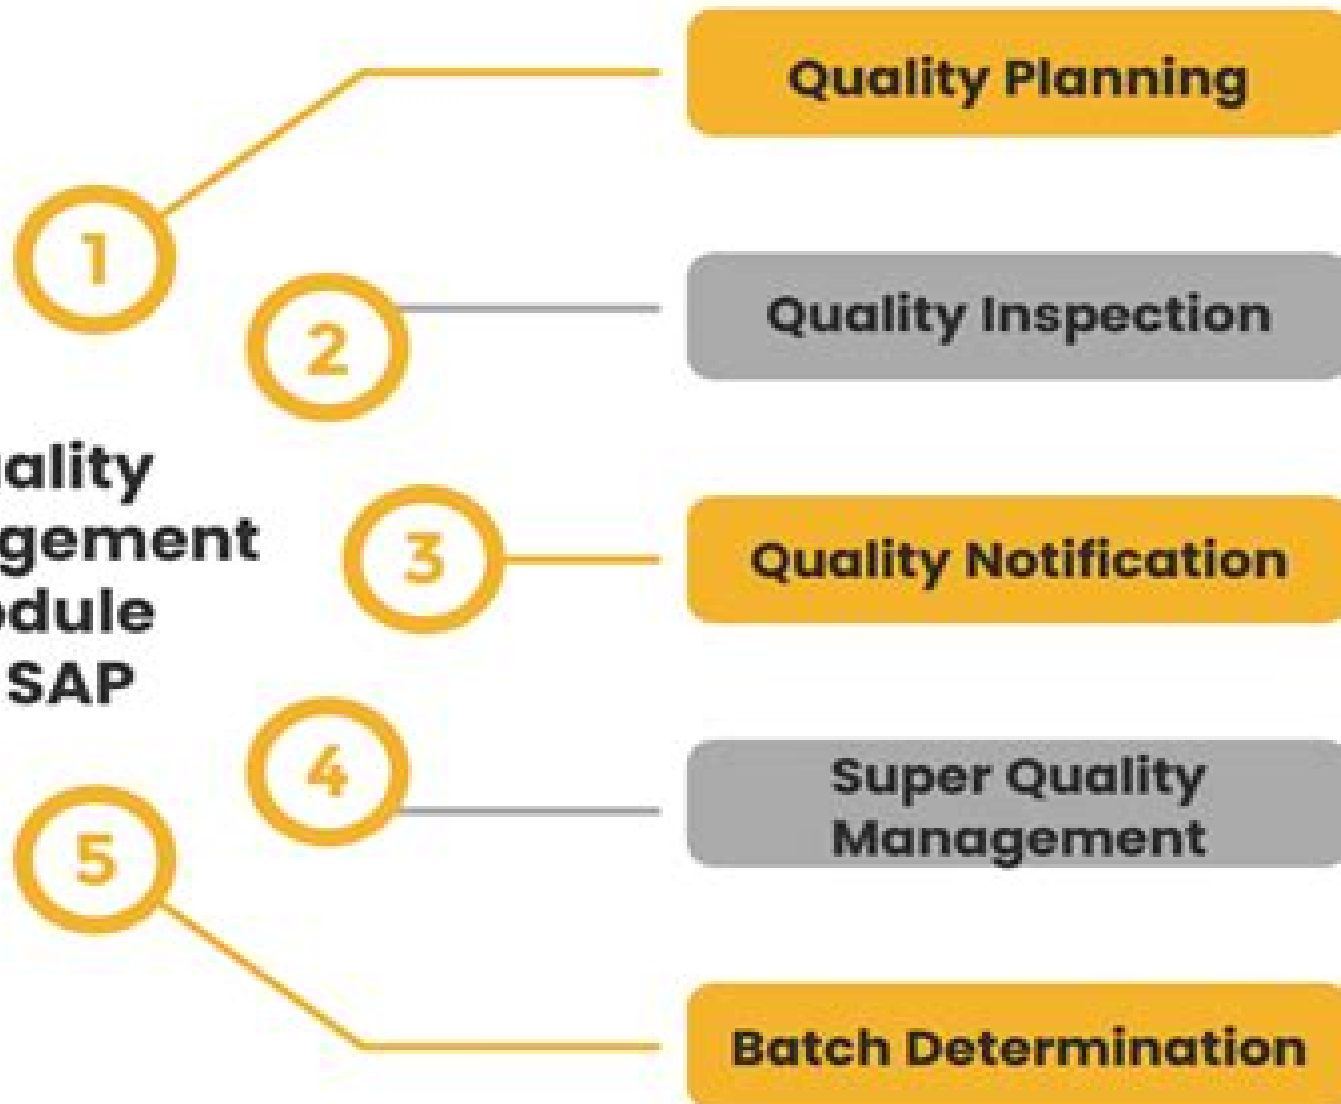 1
Quality Planning
2
Quality Inspection
ality
gement
dule
SAP
3
Quality Notification
4
Super Quality
Management
5
Batch Determination